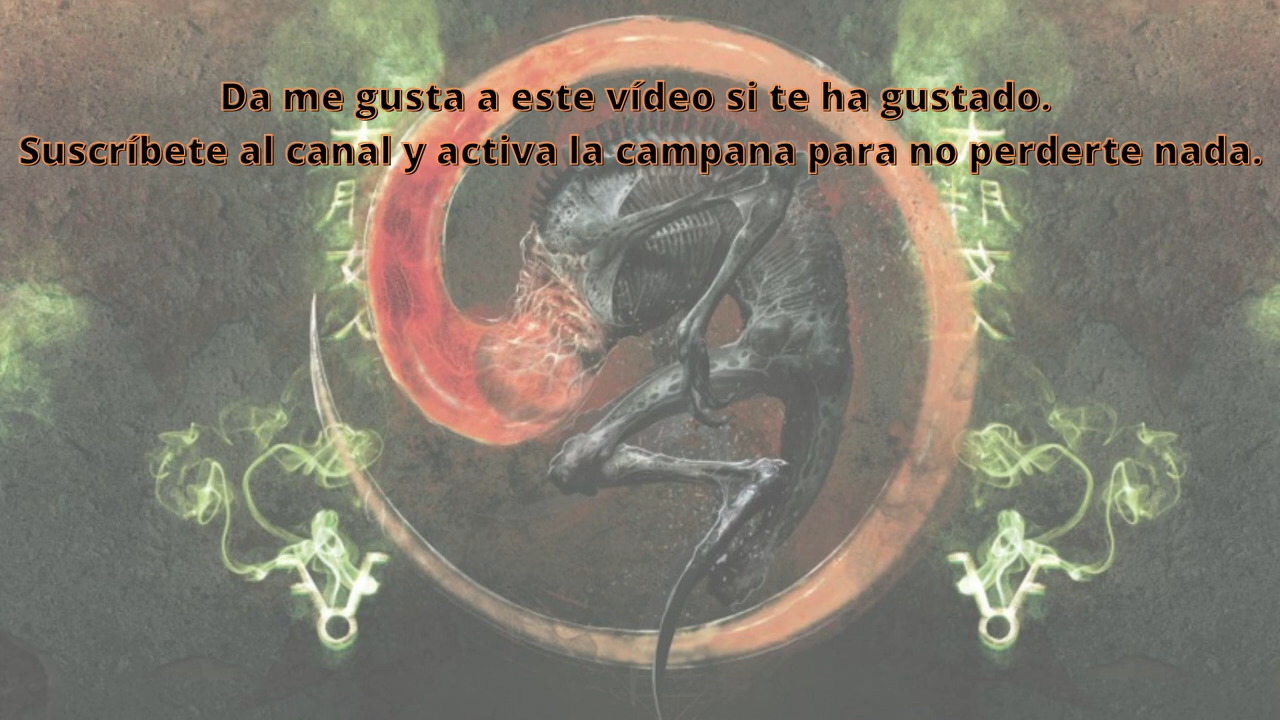 Da me gusta a este vídeo si te ha gustado.
Suscríbete al canal y activa la campana para no perderte nada.